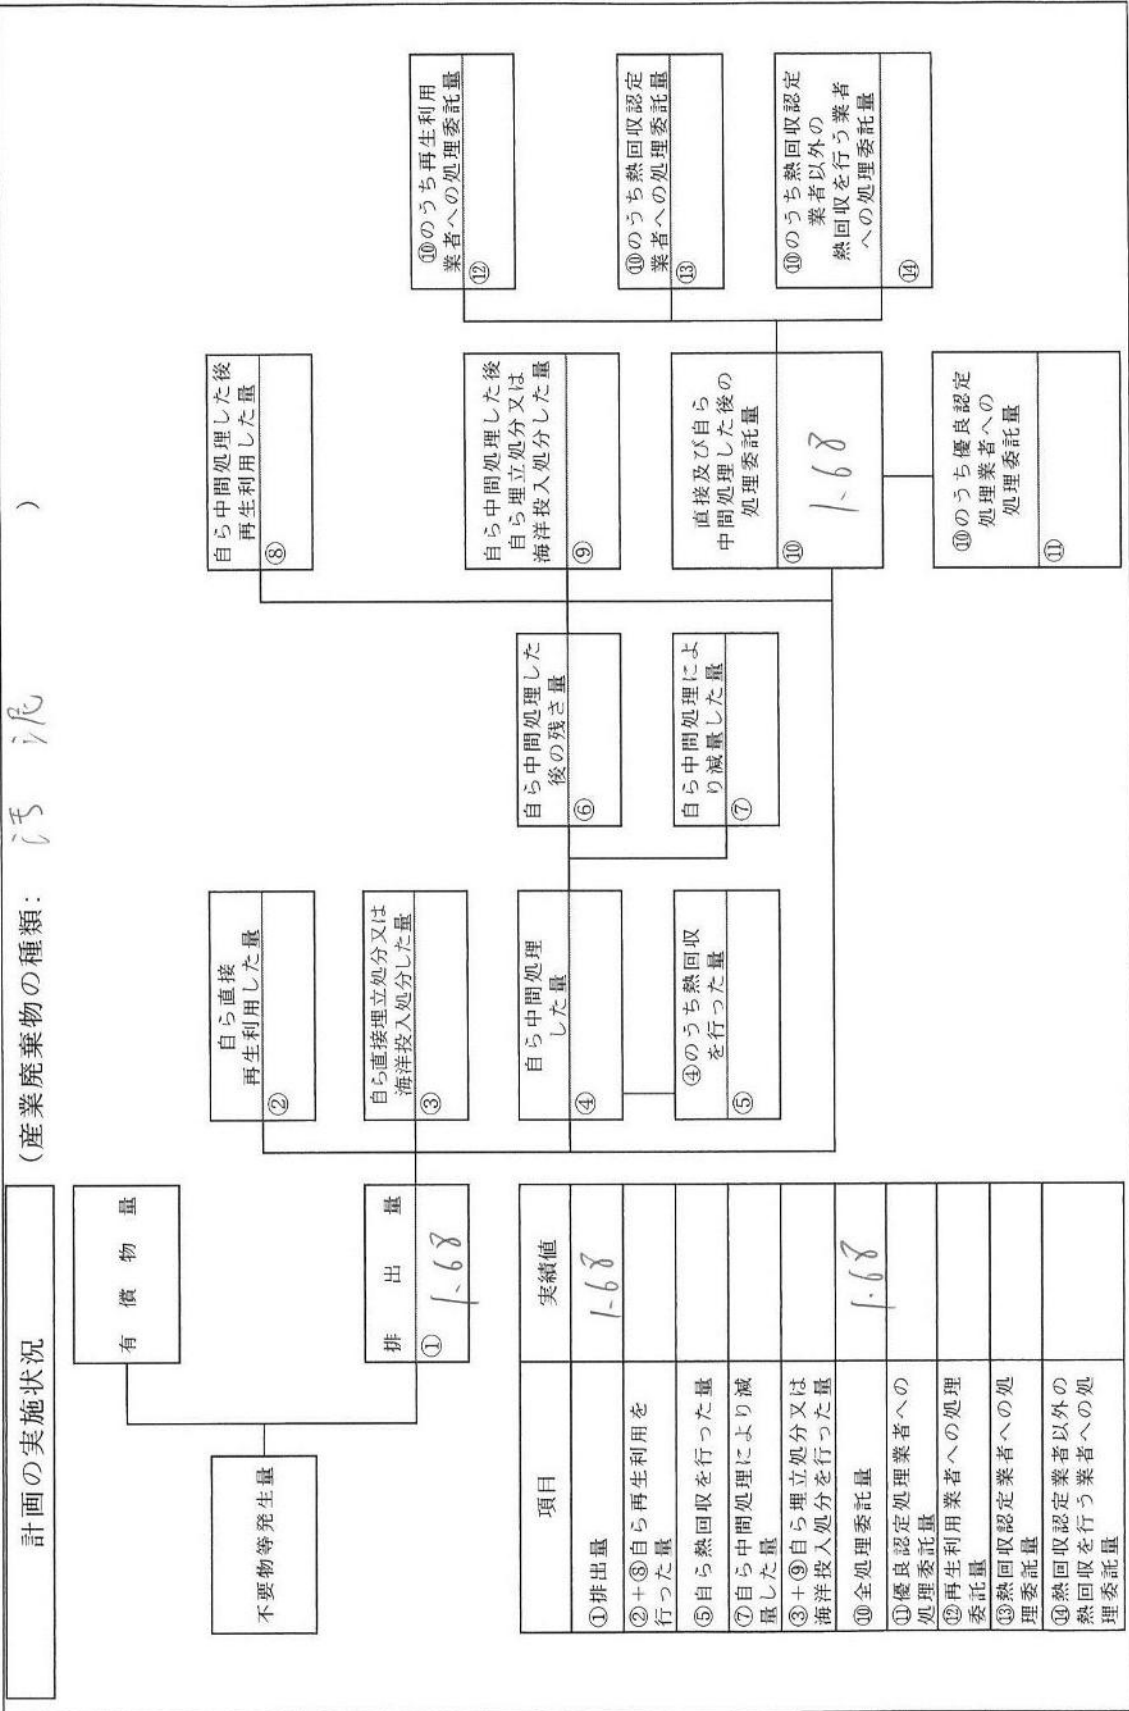 計画の実施状況
(産業廃棄物の種類: 汚泥 )
不要物等発生量
有償物量
排出量
① 1.68
自ら直接
再生利用した量
②
自ら直接埋立処分又は
海洋投入処分した量
③
自ら中間処理
した量
④
④のうち熱回収
を行った量
⑤
自ら中間処理した
後の残さ量
⑥
自ら中間処理によ
り減量した量
⑦
自ら中間処理した後
再生利用した量
⑧
自ら中間処理した後
自ら埋立処分又は
海洋投入処分した量
⑨
直接及び自ら
中間処理した後の
処理委託量
⑩ 1.68
⑩のうち優良認定
処理業者への
処理委託量
⑪
⑩のうち再生利用
業者への処理委託量
⑫
⑩のうち熱回収認定
業者への処理委託量
⑬
⑩のうち熱回収認定
業者以外の
熱回収を行う業者
への処理委託量
⑭
項目 実績値
①排出量 1.68
②+⑧自ら再生利用を
行った量
⑤自ら熱回収を行った量
⑦自ら中間処理により減
量した量
③+⑨自ら埋立処分又は
海洋投入処分を行った量
⑩全処理委託量 1.68
⑪優良認定処理業者への
処理委託量
⑫再生利用業者への処理
委託量
⑬熱回収認定業者への処
理委託量
⑭熱回収認定業者以外の
熱回収を行う業者への処
理委託量